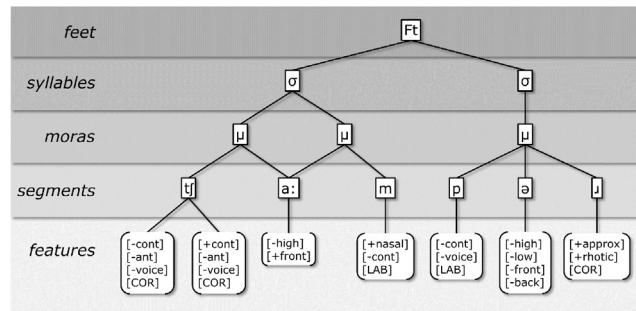 feet
Ft
syllables
σ σ
moras
μ μ μ
segments
tʃ a: m p ə ɹ
features
[-cont] [+cont] [-high] [+nasal] [-cont] [-high] [+approx]
[-ant] [-ant] [+front] [-cont] [-voice] [-low] [+rhotic]
[-voice] [-voice] [LAB] [LAB] [-front] [COR]
[COR] [COR] [-back]